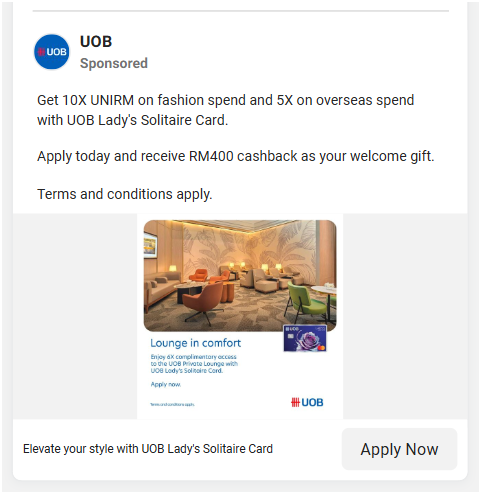 UOB
UOB
Sponsored
Get 10X UNIRM on fashion spend and 5X on overseas spend
with UOB Lady's Solitaire Card.
Apply today and receive RM400 cashback as your welcome gift.
Terms and conditions apply.
Lounge in comfort
UOB
Enjoy 6X complimentary access
to the UOB Private Lounge with
UOB Lady's Solitaire Card.
Apply now.
Terms and conditions apply.
UOB
Elevate your style with UOB Lady's Solitaire Card
Apply Now